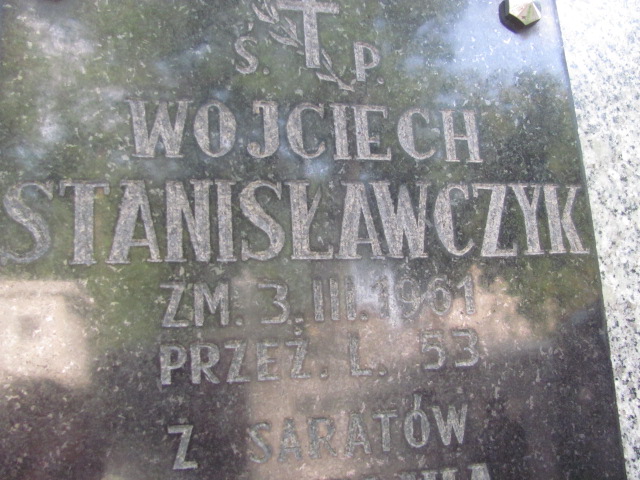 Ś. P.
WOJCIECH
STANISŁAWCZYK
ZM. 3. III. 1961
PRZEŻ. L. 53
Z SARATÓW